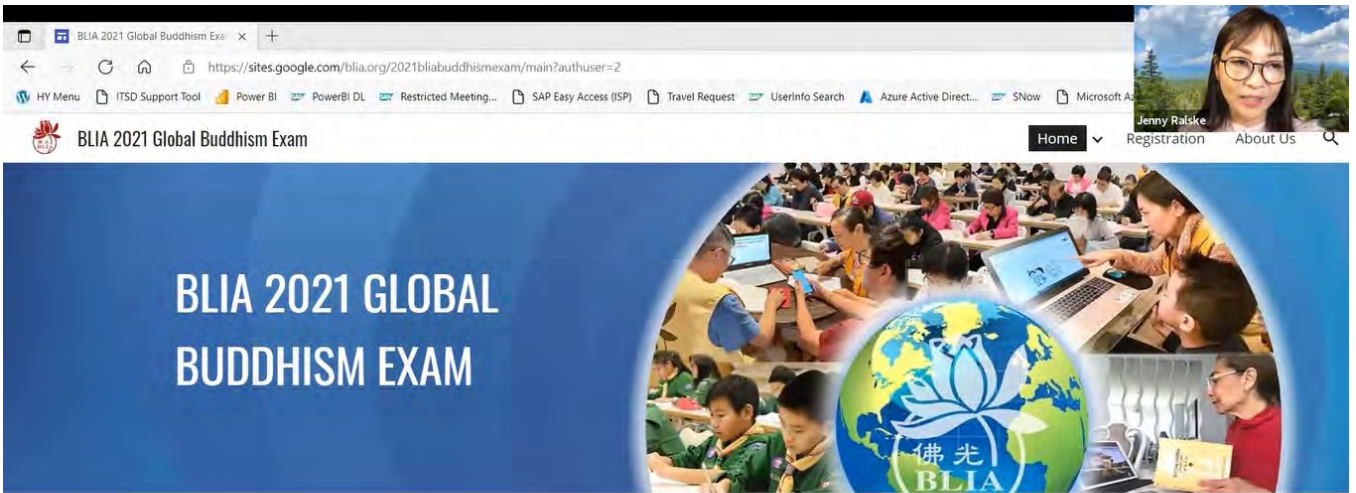 BLIA 2021 Global Buddhism Exa
https://sites.google.com/blia.org/2021bliabuddhismexam/main?authuser=2
HY Menu ITSD Support Tool Power BI PowerBI DL Restricted Meeting... SAP Easy Access (ISP) Travel Request UserInfo Search Azure Active Direct... SNow Microsoft Az
Jenny Ralske
BLIA 2021 Global Buddhism Exam Home Registration About Us
BLIA 2021 GLOBAL
BUDDHISM EXAM
佛光
BLIA